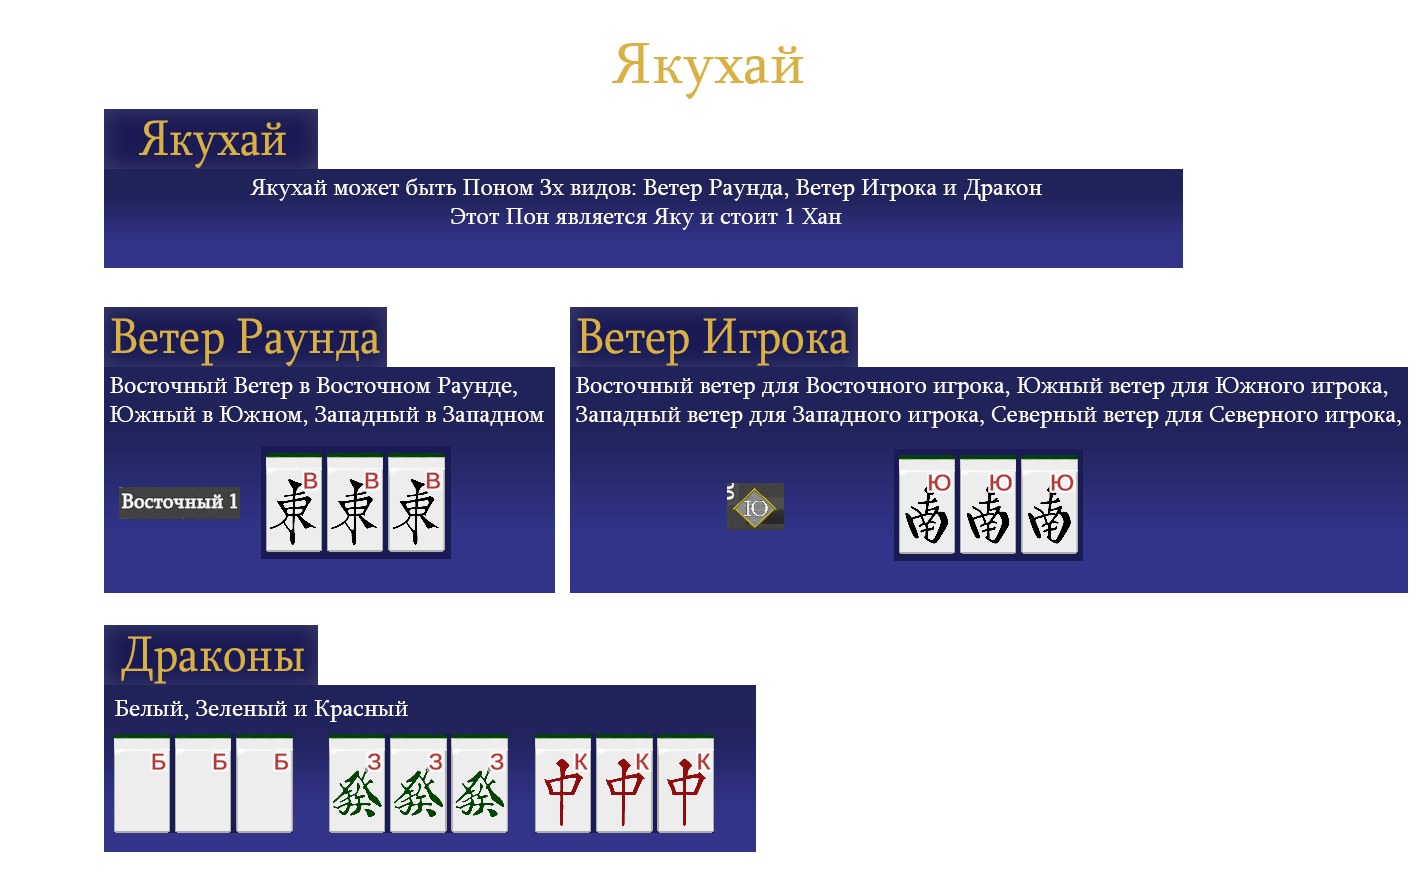 Якухай
Якухай
Якухай может быть Поном 3х видов: Ветер Раунда, Ветер Игрока и Дракон
Этот Пон является Яку и стоит 1 Хан
Ветер Раунда
Восточный Ветер в Восточном Раунде,
Южный в Южном, Западный в Западном
Восточный 1
В В В
東 東 東
Ветер Игрока
Восточный ветер для Восточного игрока, Южный ветер для Южного игрока,
Западный ветер для Западного игрока, Северный ветер для Северного игрока,
Ю
Ю Ю Ю
南 南 南
Драконы
Белый, Зеленый и Красный
Б Б Б З З З К К К
發 發 發 中 中 中